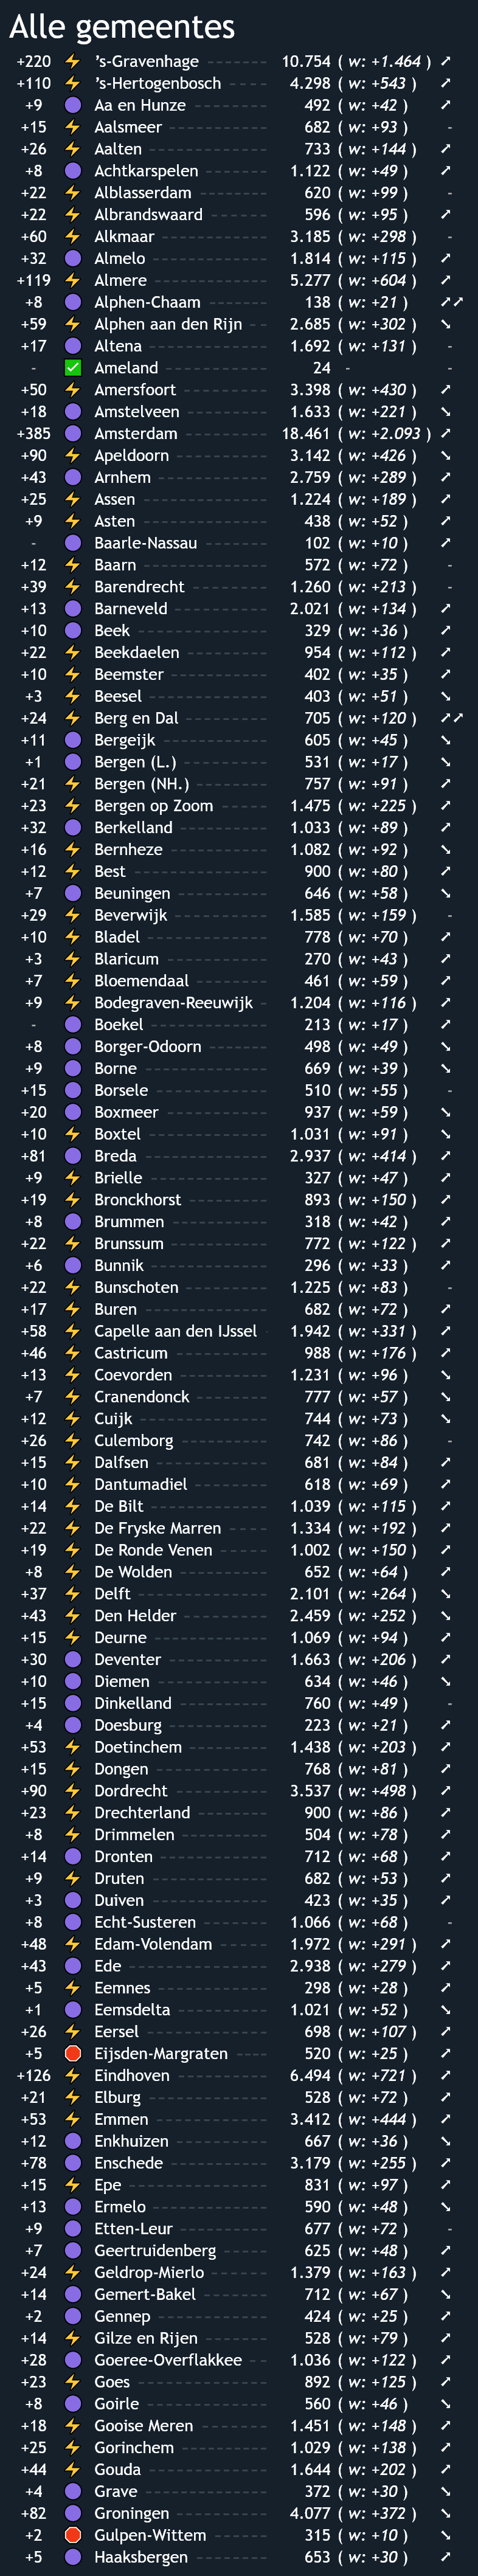 Alle gemeentes
+220 ⚡ 's-Gravenhage 10.754 ( w: +1.464 ) ➚
+110 ⚡ 's-Hertogenbosch 4.298 ( w: +543 ) ➚
+9 🟣 Aa en Hunze 492 ( w: +42 ) ➚
+15 ⚡ Aalsmeer 682 ( w: +93 ) -
+26 ⚡ Aalten 733 ( w: +144 ) ➚
+8 🟣 Achtkarspelen 1.122 ( w: +49 ) ➚
+22 ⚡ Alblasserdam 620 ( w: +99 ) -
+22 ⚡ Albrandswaard 596 ( w: +95 ) ➚
+60 ⚡ Alkmaar 3.185 ( w: +298 ) -
+32 🟣 Almelo 1.814 ( w: +115 ) ➚
+119 ⚡ Almere 5.277 ( w: +604 ) ➚
+8 🟣 Alphen-Chaam 138 ( w: +21 ) ➚➚
+59 ⚡ Alphen aan den Rijn 2.685 ( w: +302 ) ➘
+17 🟣 Altena 1.692 ( w: +131 ) -
- ✅ Ameland 24 - -
+50 ⚡ Amersfoort 3.398 ( w: +430 ) ➚
+18 🟣 Amstelveen 1.633 ( w: +221 ) ➘
+385 🟣 Amsterdam 18.461 ( w: +2.093 ) ➚
+90 ⚡ Apeldoorn 3.142 ( w: +426 ) ➘
+43 🟣 Arnhem 2.759 ( w: +289 ) ➚
+25 ⚡ Assen 1.224 ( w: +189 ) ➚
+9 ⚡ Asten 438 ( w: +52 ) ➚
- 🟣 Baarle-Nassau 102 ( w: +10 ) ➚
+12 ⚡ Baarn 572 ( w: +72 ) -
+39 ⚡ Barendrecht 1.260 ( w: +213 ) -
+13 🟣 Barneveld 2.021 ( w: +134 ) ➚
+10 🟣 Beek 329 ( w: +36 ) ➚
+22 ⚡ Beekdaelen 954 ( w: +112 ) ➚
+10 ⚡ Beemster 402 ( w: +35 ) ➚
+3 ⚡ Beesel 403 ( w: +51 ) ➘
+24 ⚡ Berg en Dal 705 ( w: +120 ) ➚➚
+11 🟣 Bergeijk 605 ( w: +45 ) ➘
+1 🟣 Bergen (L.) 531 ( w: +17 ) ➘
+21 ⚡ Bergen (NH.) 757 ( w: +91 ) ➚
+23 ⚡ Bergen op Zoom 1.475 ( w: +225 ) ➚
+32 🟣 Berkelland 1.033 ( w: +89 ) ➚
+16 ⚡ Bernheze 1.082 ( w: +92 ) ➘
+12 ⚡ Best 900 ( w: +80 ) ➚
+7 🟣 Beuningen 646 ( w: +58 ) ➘
+29 ⚡ Beverwijk 1.585 ( w: +159 ) -
+10 ⚡ Bladel 778 ( w: +70 ) ➚
+3 ⚡ Blaricum 270 ( w: +43 ) ➚
+7 ⚡ Bloemendaal 461 ( w: +59 ) ➚
+9 ⚡ Bodegraven-Reeuwijk 1.204 ( w: +116 ) ➚
- 🟣 Boekel 213 ( w: +17 ) ➚
+8 🟣 Borger-Odoorn 498 ( w: +49 ) ➘
+9 🟣 Borne 669 ( w: +39 ) ➘
+15 🟣 Borsele 510 ( w: +55 ) -
+20 🟣 Boxmeer 937 ( w: +59 ) ➘
+10 ⚡ Boxtel 1.031 ( w: +91 ) ➘
+81 🟣 Breda 2.937 ( w: +414 ) ➚
+9 ⚡ Brielle 327 ( w: +47 ) ➚
+19 ⚡ Bronckhorst 893 ( w: +150 ) ➚
+8 🟣 Brummen 318 ( w: +42 ) ➚
+22 ⚡ Brunssum 772 ( w: +122 ) ➚
+6 🟣 Bunnik 296 ( w: +33 ) ➚
+22 ⚡ Bunschoten 1.225 ( w: +83 ) -
+17 ⚡ Buren 682 ( w: +72 ) ➚
+58 ⚡ Capelle aan den IJssel 1.942 ( w: +331 ) ➚
+46 ⚡ Castricum 988 ( w: +176 ) ➚
+13 ⚡ Coevorden 1.231 ( w: +96 ) ➘
+7 ⚡ Cranendonck 777 ( w: +57 ) ➘
+12 ⚡ Cuijk 744 ( w: +73 ) ➘
+26 ⚡ Culemborg 742 ( w: +86 ) -
+15 ⚡ Dalfsen 681 ( w: +84 ) ➚
+10 ⚡ Dantumadiel 618 ( w: +69 ) ➚
+14 ⚡ De Bilt 1.039 ( w: +115 ) ➚
+22 ⚡ De Fryske Marren 1.334 ( w: +192 ) ➚
+19 ⚡ De Ronde Venen 1.002 ( w: +150 ) ➚
+8 ⚡ De Wolden 652 ( w: +64 ) ➚
+37 ⚡ Delft 2.101 ( w: +264 ) ➘
+43 ⚡ Den Helder 2.459 ( w: +252 ) ➘
+15 ⚡ Deurne 1.069 ( w: +94 ) ➚
+30 🟣 Deventer 1.663 ( w: +206 ) ➚
+10 🟣 Diemen 634 ( w: +46 ) ➘
+15 🟣 Dinkelland 760 ( w: +49 ) -
+4 🟣 Doesburg 223 ( w: +21 ) ➚
+53 ⚡ Doetinchem 1.438 ( w: +203 ) ➚
+15 ⚡ Dongen 768 ( w: +81 ) ➚
+90 ⚡ Dordrecht 3.537 ( w: +498 ) ➚
+23 ⚡ Drechterland 900 ( w: +86 ) ➚
+8 ⚡ Drimmelen 504 ( w: +78 ) ➚
+14 🟣 Dronten 712 ( w: +68 ) ➚
+9 ⚡ Druten 682 ( w: +53 ) ➚
+3 🟣 Duiven 423 ( w: +35 ) ➚
+8 🟣 Echt-Susteren 1.066 ( w: +68 ) -
+48 ⚡ Edam-Volendam 1.972 ( w: +291 ) ➚
+43 🟣 Ede 2.938 ( w: +279 ) ➚
+5 ⚡ Eemnes 298 ( w: +28 ) ➚
+1 🟣 Eemsdelta 1.021 ( w: +52 ) ➘
+26 ⚡ Eersel 698 ( w: +107 ) ➚
+5 🛑 Eijsden-Margraten 520 ( w: +25 ) ➚
+126 ⚡ Eindhoven 6.494 ( w: +721 ) ➚
+21 ⚡ Elburg 528 ( w: +72 ) ➚
+53 ⚡ Emmen 3.412 ( w: +444 ) ➚
+12 🟣 Enkhuizen 667 ( w: +36 ) ➘
+78 🟣 Enschede 3.179 ( w: +255 ) ➚
+15 ⚡ Epe 831 ( w: +97 ) ➚
+13 🟣 Ermelo 590 ( w: +48 ) ➘
+9 🟣 Etten-Leur 677 ( w: +72 ) -
+7 🟣 Geertruidenberg 625 ( w: +48 ) ➚
+24 ⚡ Geldrop-Mierlo 1.379 ( w: +163 ) ➚
+14 🟣 Gemert-Bakel 712 ( w: +67 ) ➘
+2 🟣 Gennep 424 ( w: +25 ) ➚
+14 ⚡ Gilze en Rijen 528 ( w: +79 ) ➚
+28 🟣 Goeree-Overflakkee 1.036 ( w: +122 ) ➚
+23 ⚡ Goes 892 ( w: +125 ) ➚
+8 🟣 Goirle 560 ( w: +46 ) ➘
+18 ⚡ Gooise Meren 1.451 ( w: +148 ) ➚
+25 ⚡ Gorinchem 1.029 ( w: +138 ) ➚
+44 ⚡ Gouda 1.644 ( w: +202 ) ➚
+4 🟣 Grave 372 ( w: +30 ) ➘
+82 🟣 Groningen 4.077 ( w: +372 ) ➘
+2 🛑 Gulpen-Wittem 315 ( w: +10 ) ➘
+5 🟣 Haaksbergen 653 ( w: +30 ) ➚